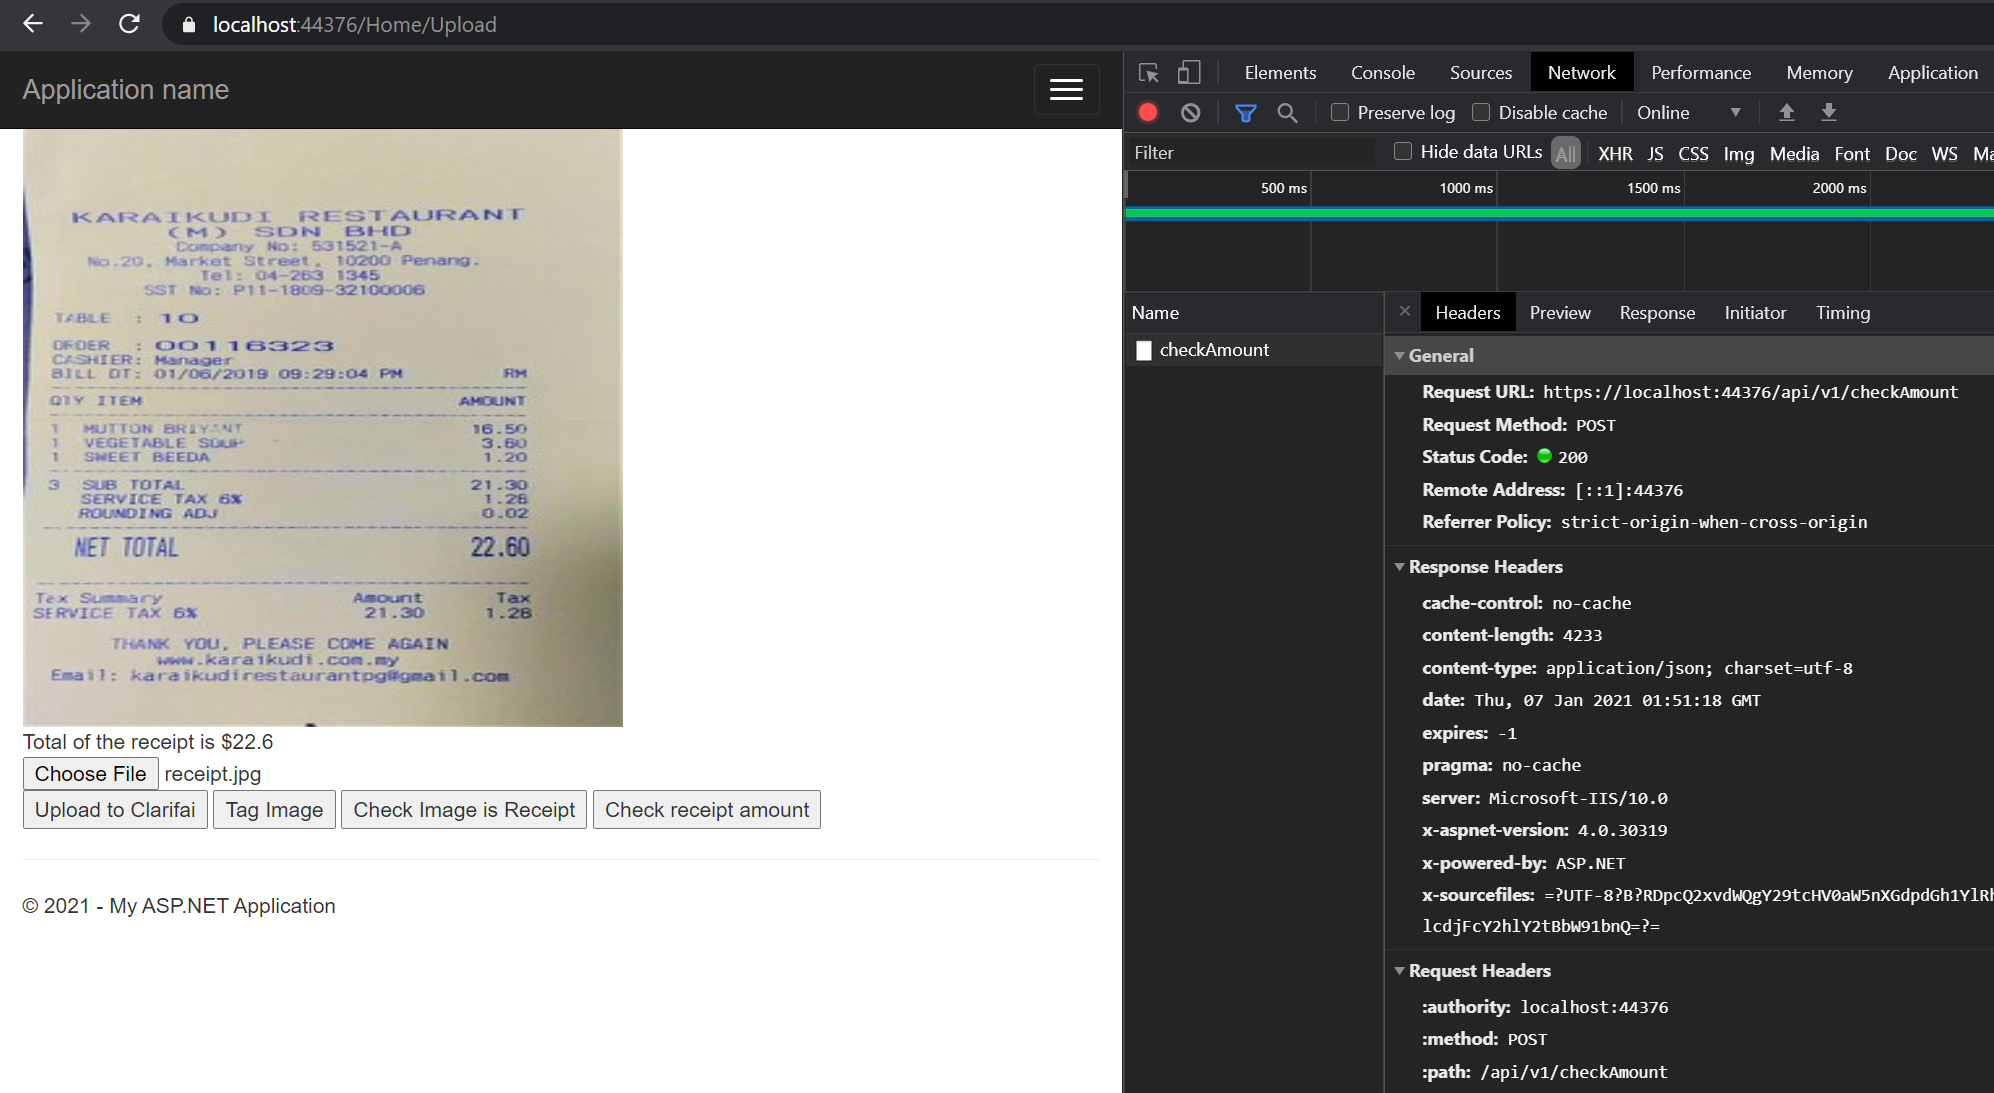 localhost:44376/Home/Upload
Application name
KARAIKUDI RESTAURANT
(M) SDN BHD
Company No: 531521-A
No.20, Market Street, 10200 Penang.
Tel: 04-263 1345
SST No: P11-1809-32100006
TABLE : 10
ORDER : 00116323
CASHIER: Manager
BILL DT: 01/06/2019 09:29:04 PM RM
QTY ITEM AMOUNT
1 MUTTON BRIYANI 16.50
1 VEGETABLE SOUP 3.60
1 SWEET BEEDA 1.20
3 SUB TOTAL 21.30
SERVICE TAX 6% 1.28
ROUNDING ADJ 0.02
NET TOTAL 22.60
Tax Summary Amount Tax
SERVICE TAX 6% 21.30 1.28
THANK YOU, PLEASE COME AGAIN
www.karaikudi.com.my
Email: karaikudirestaurantpg@gmail.com
Total of the receipt is $22.6
Choose File receipt.jpg
Upload to Clarifai Tag Image Check Image is Receipt Check receipt amount
© 2021 - My ASP.NET Application
Elements Console Sources Network Performance Memory Application
Preserve log Disable cache Online
Filter Hide data URLs All XHR JS CSS Img Media Font Doc WS Ma
500 ms 1000 ms 1500 ms 2000 ms
Name
checkAmount
Headers Preview Response Initiator Timing
General
Request URL: https://localhost:44376/api/v1/checkAmount
Request Method: POST
Status Code: 200
Remote Address: [::1]:44376
Referrer Policy: strict-origin-when-cross-origin
Response Headers
cache-control: no-cache
content-length: 4233
content-type: application/json; charset=utf-8
date: Thu, 07 Jan 2021 01:51:18 GMT
expires: -1
pragma: no-cache
server: Microsoft-IIS/10.0
x-aspnet-version: 4.0.30319
x-powered-by: ASP.NET
x-sourcefiles: =?UTF-8?B?RDpcQ2xvdWQgY29tcHV0aW5nXGdpdGh1YlRh
lcdjFcY2hlY2tBbW91bnQ=?=
Request Headers
:authority: localhost:44376
:method: POST
:path: /api/v1/checkAmount